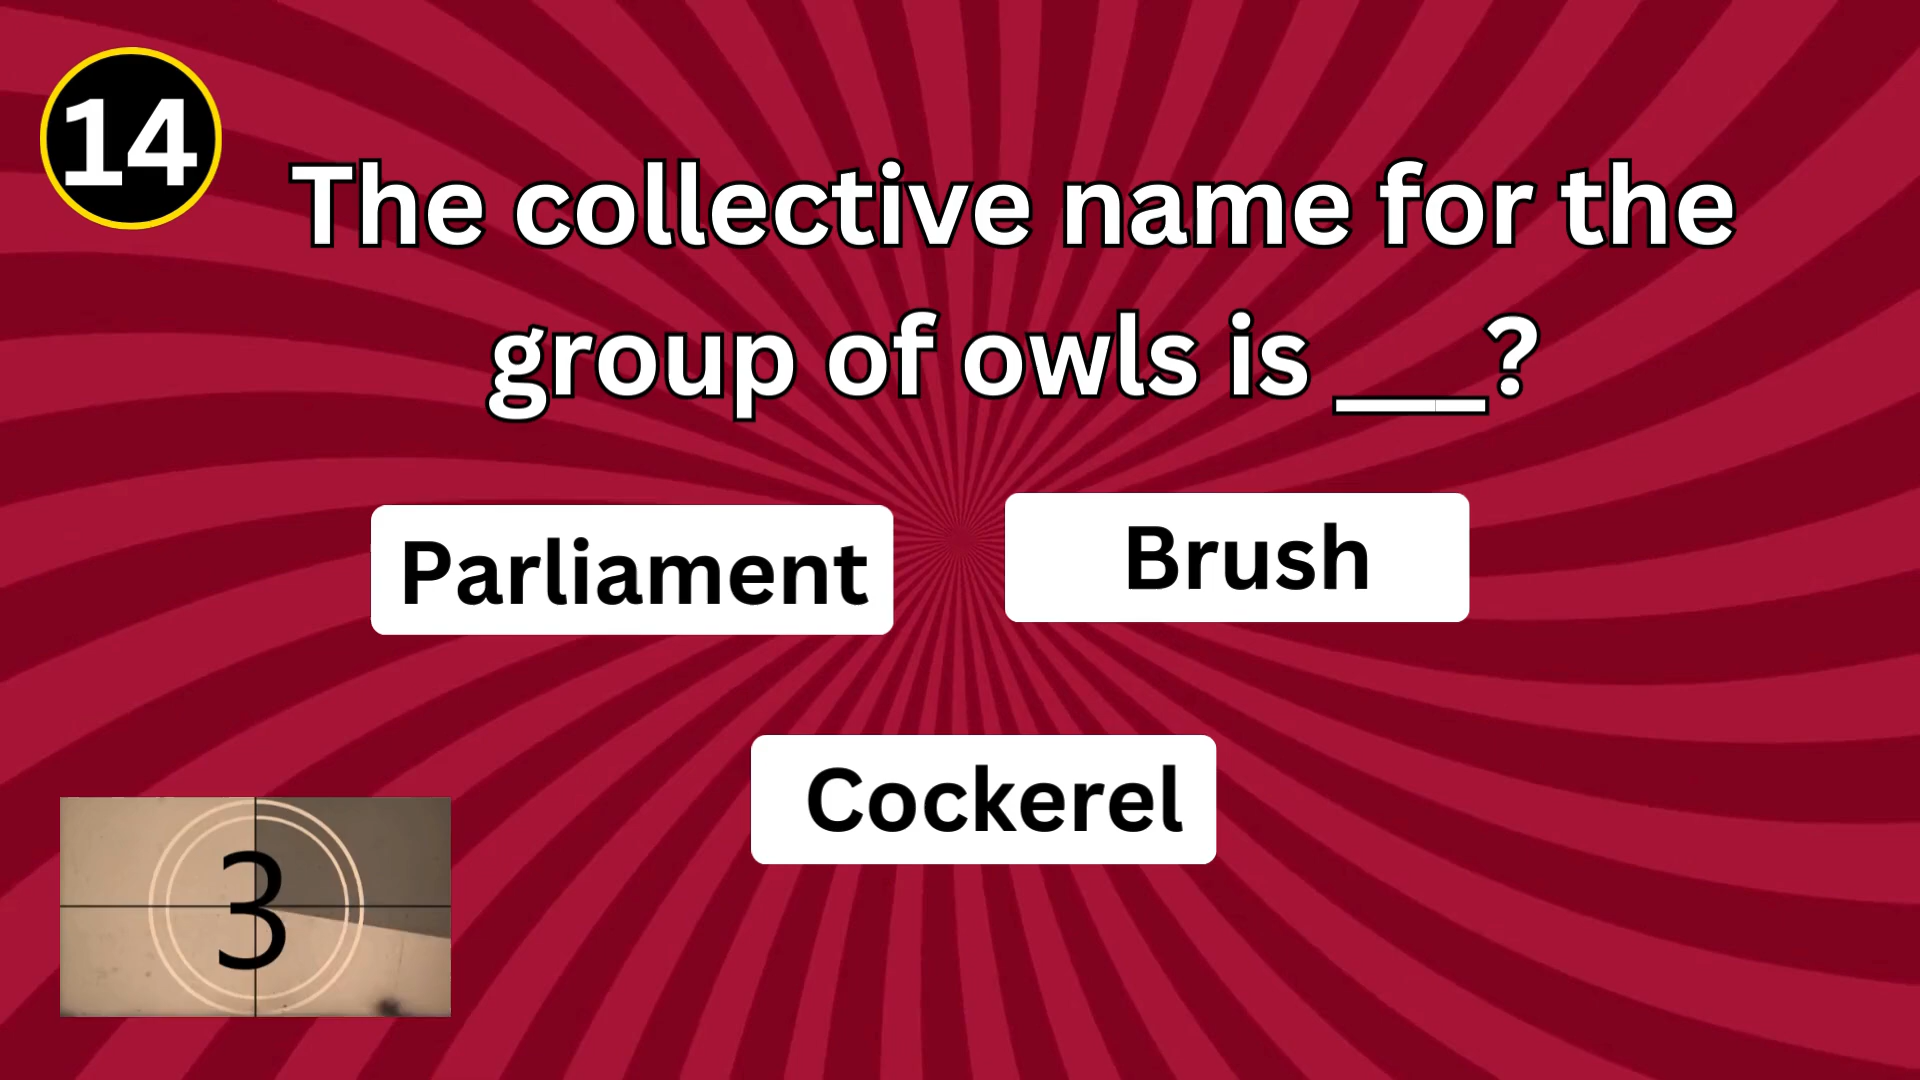 14
The collective name for the
group of owls is ___?
Parliament
Brush
Cockerel
3